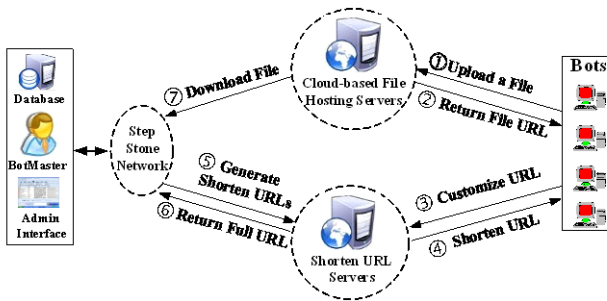 Database
BotMaster
Admin
Interface
Step
Stone
Network
⑦ Download File
Cloud-based File
Hosting Servers
① Upload a File
② Return File URL
Bots
⑤ Generate
Shorten URLs
⑥ Return Full URL
③ Customize URL
④ Shorten URL
Shorten URL
Servers